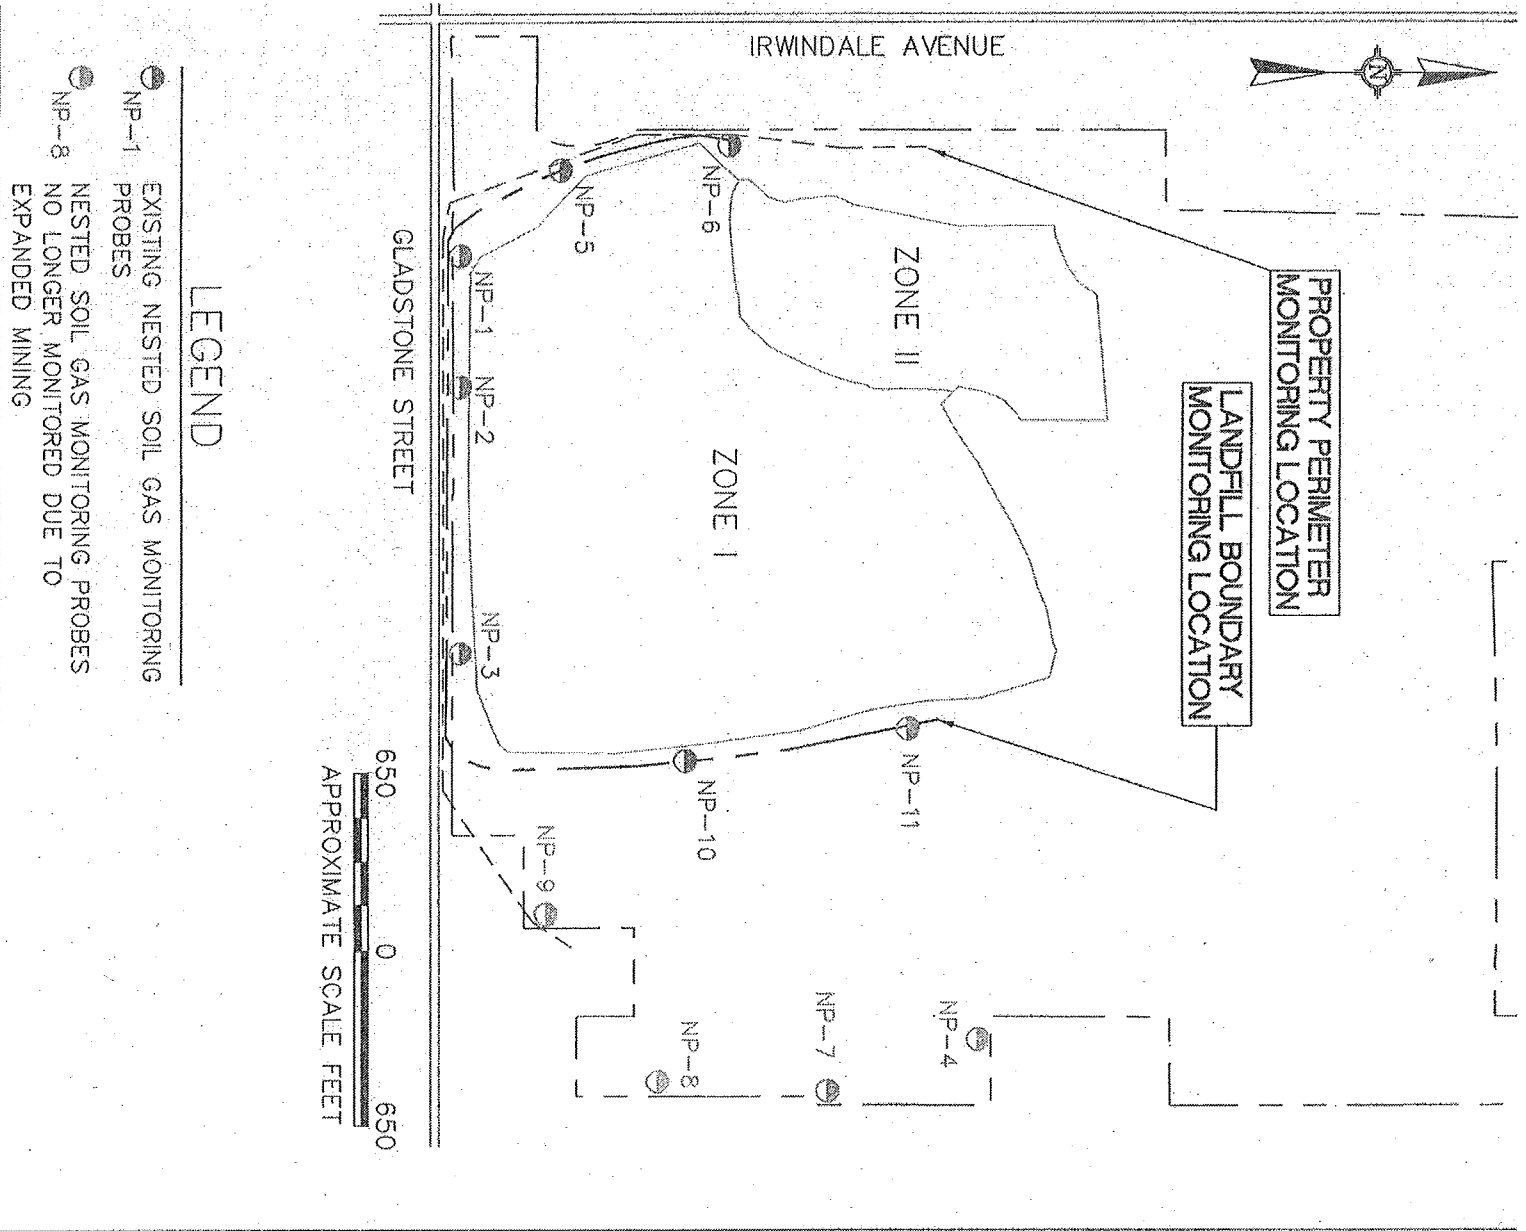 IRWINDALE AVENUE
N
PROPERTY PERIMETER
MONITORING LOCATION
LANDFILL BOUNDARY
MONITORING LOCATION
ZONE II
ZONE I
NP-6
NP-5
NP-1
NP-2
NP-3
NP-11
NP-10
NP-9
NP-4
NP-7
NP-8
GLADSTONE STREET
650
0
650
APPROXIMATE SCALE FEET
LEGEND
NP-1
EXISTING NESTED SOIL GAS MONITORING
PROBES
NP-8
NESTED SOIL GAS MONITORING PROBES
NO LONGER MONITORED DUE TO
EXPANDED MINING